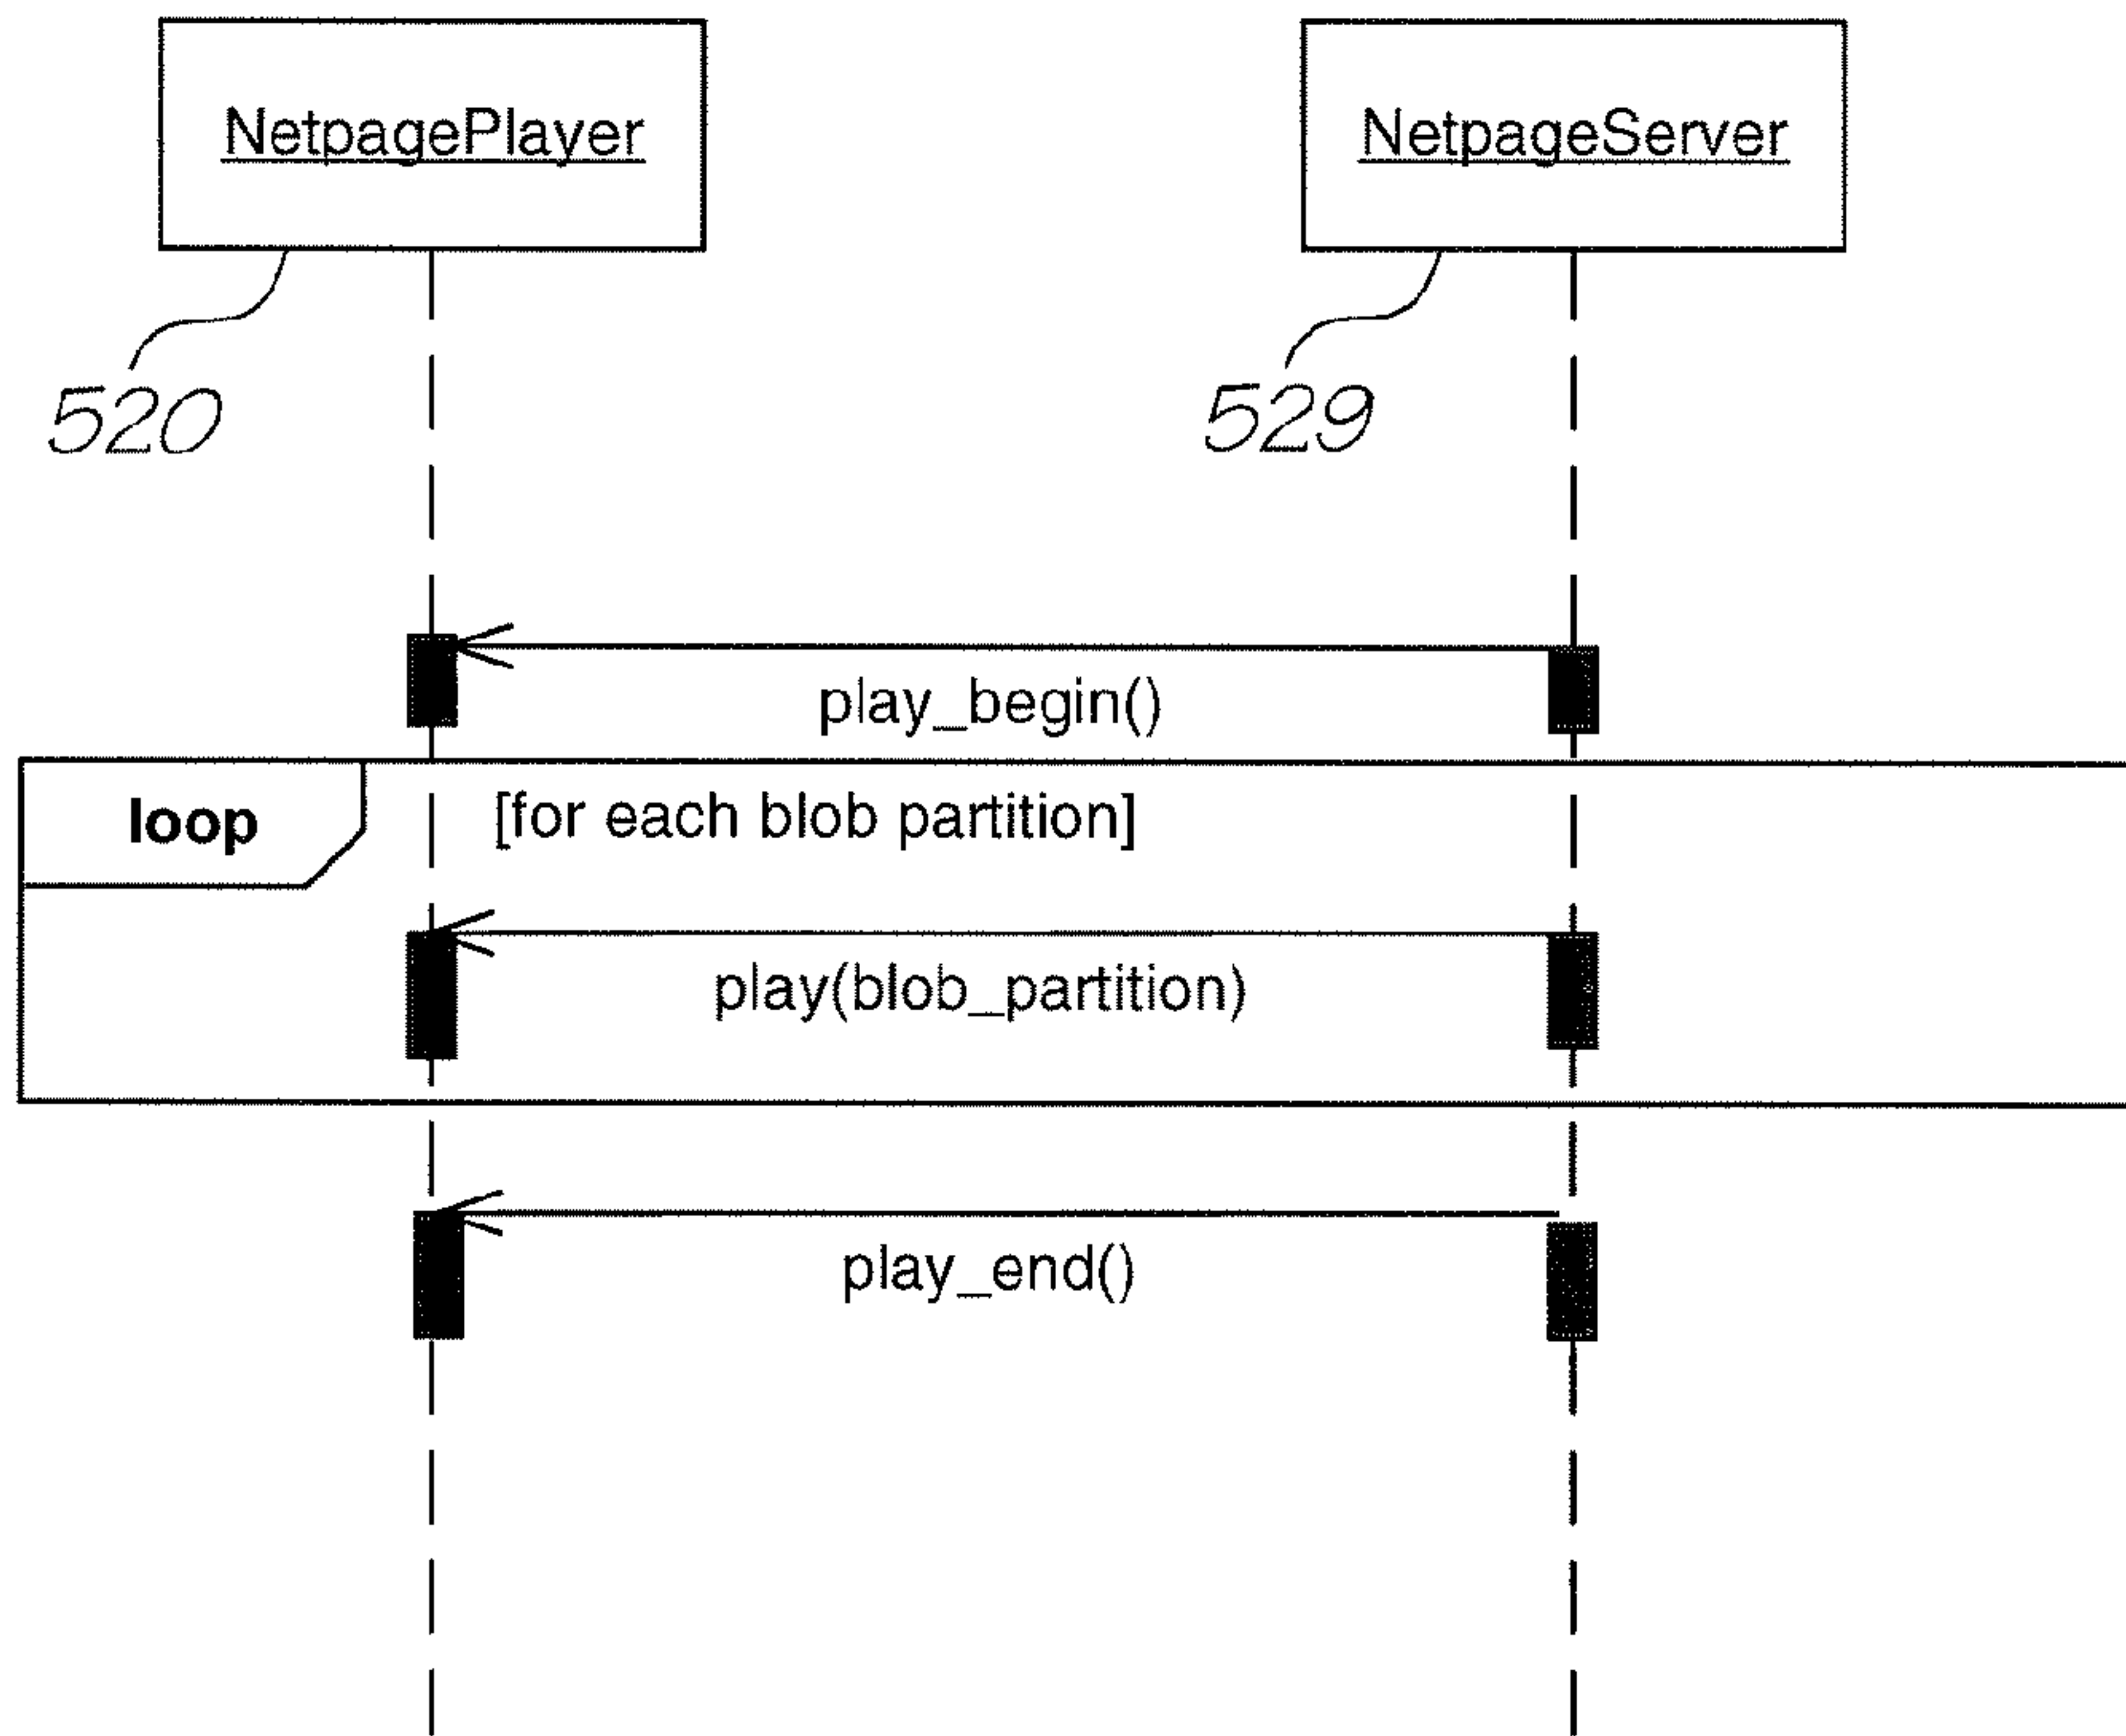 NetpagePlayer
NetpageServer
520
529
play_begin()
loop
[for each blob partition]
play(blob_partition)
play_end()